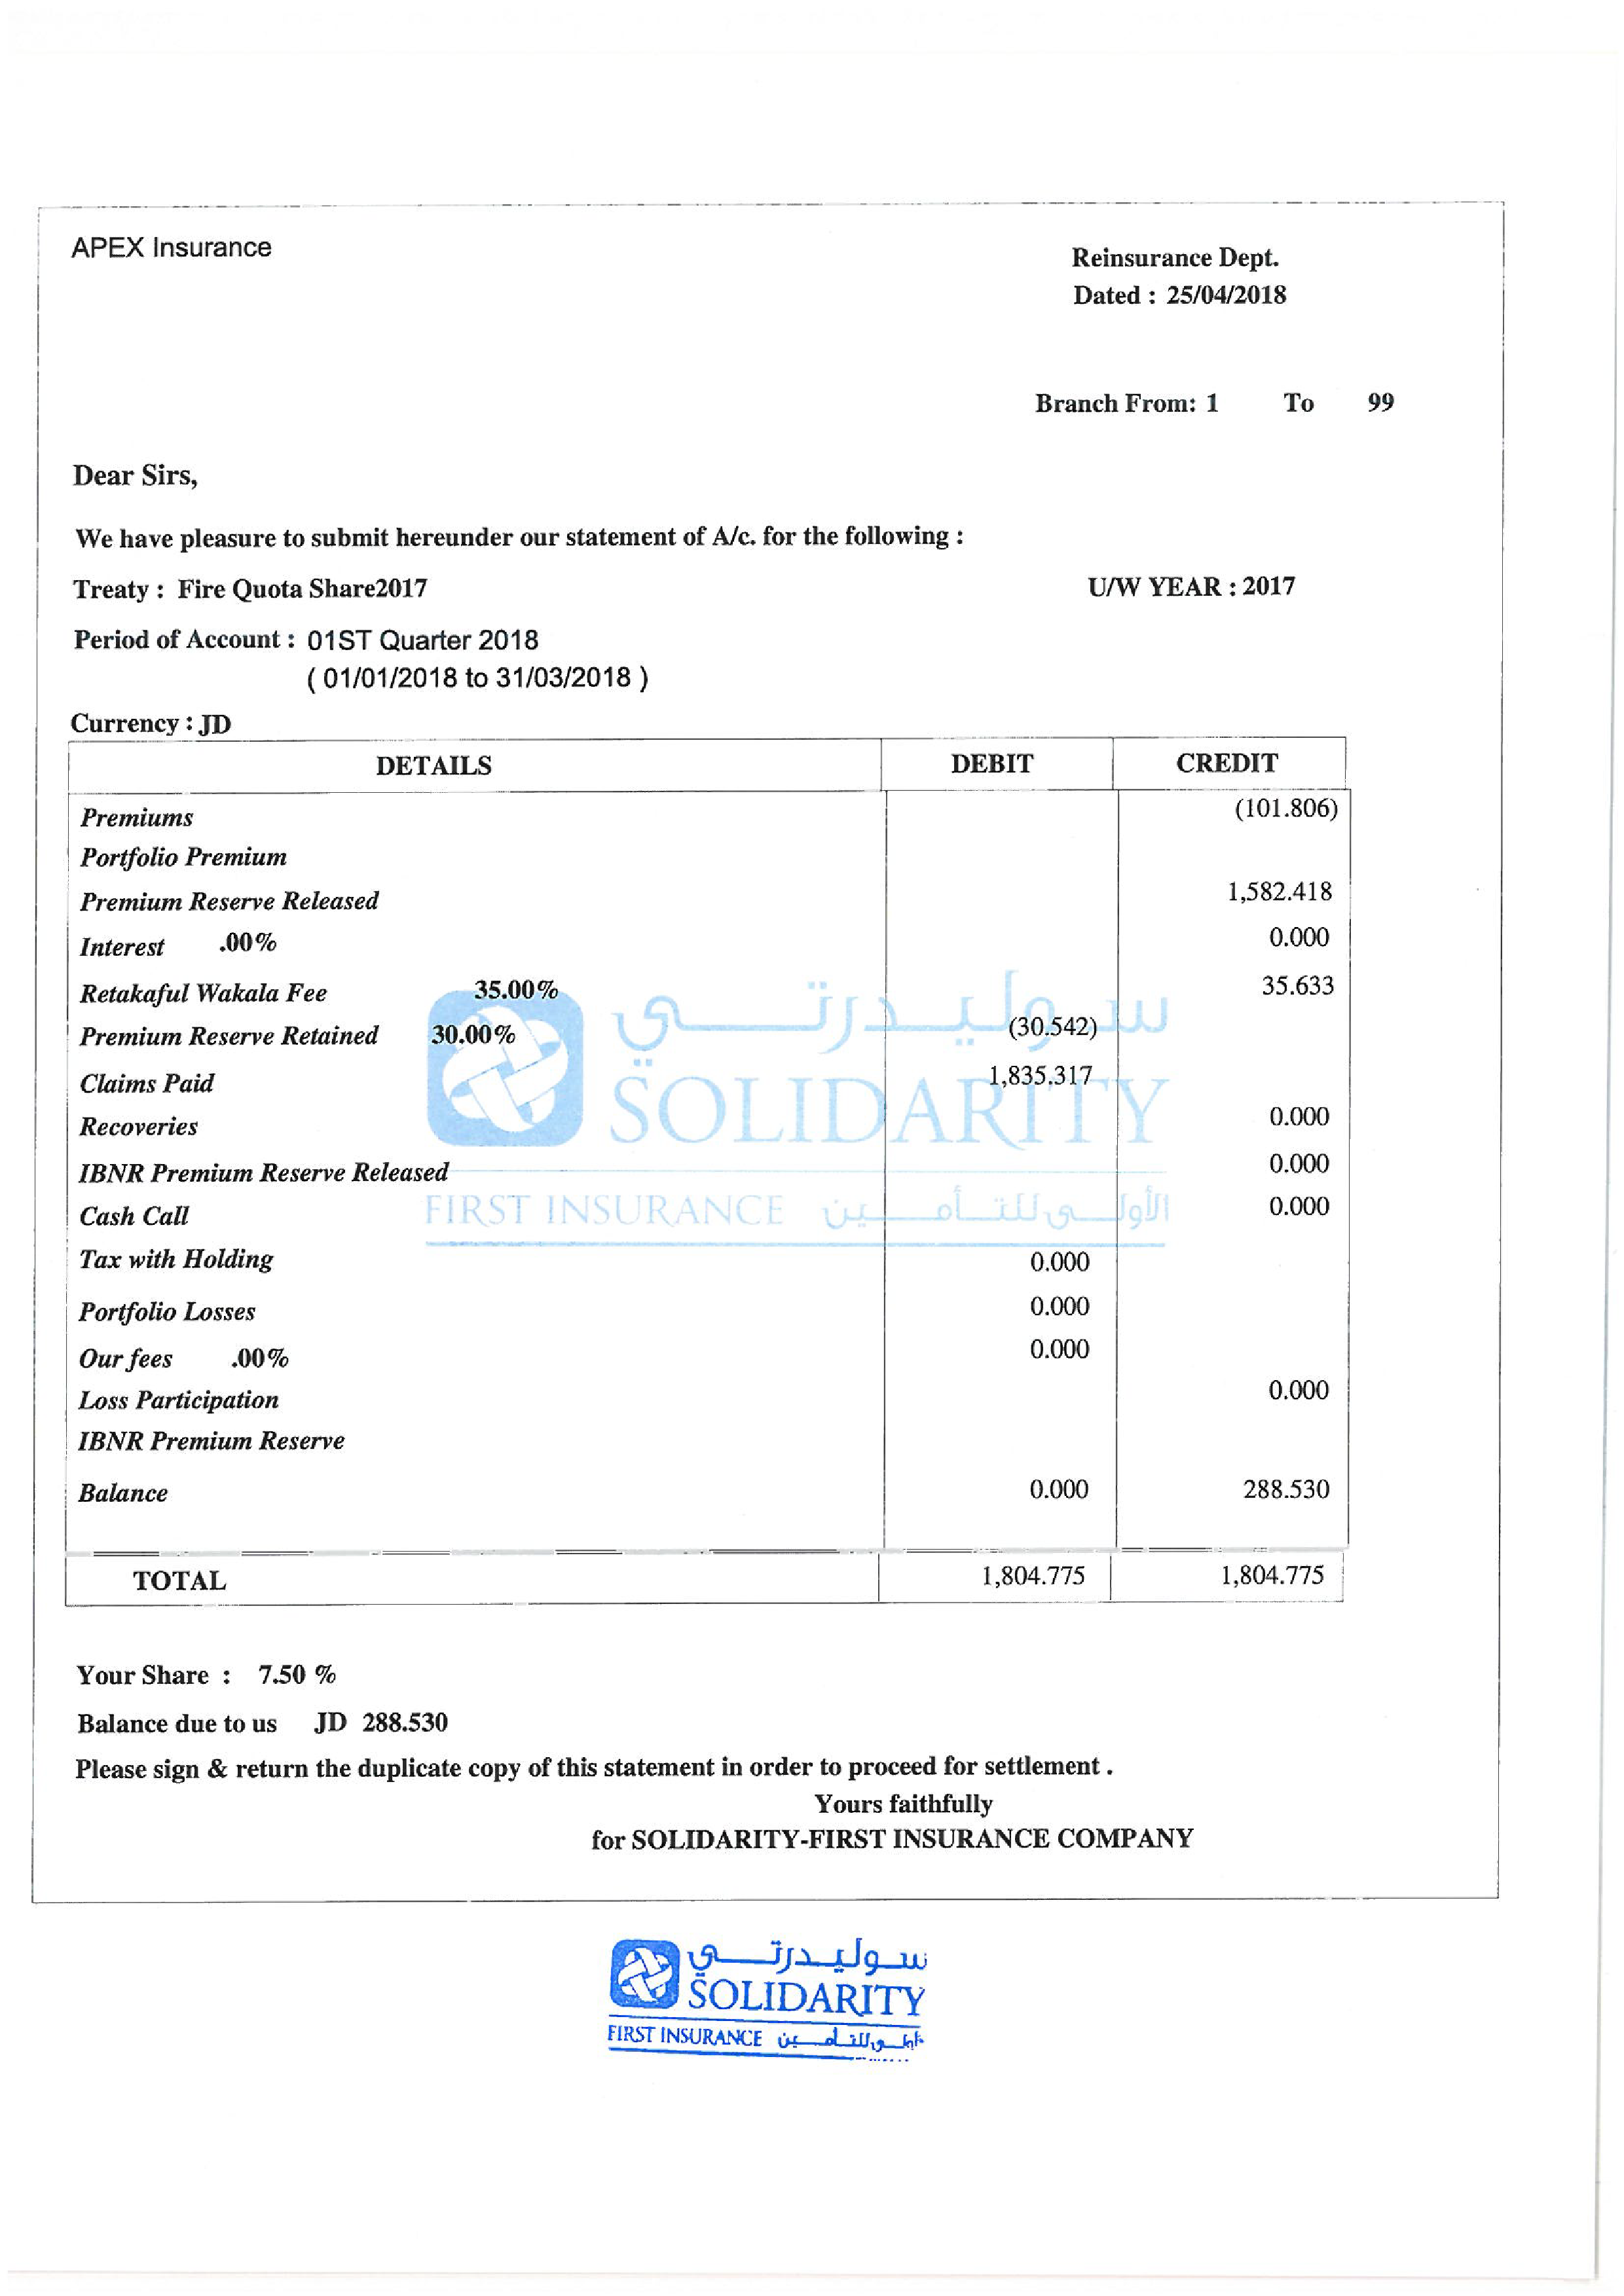 APEX Insurance
Reinsurance Dept.
Dated : 25/04/2018
Branch From: 1 To 99
Dear Sirs,
We have pleasure to submit hereunder our statement of A/c. for the following :
Treaty : Fire Quota Share2017 U/W YEAR : 2017
Period of Account : 01ST Quarter 2018
( 01/01/2018 to 31/03/2018 )
Currency : JD
DETAILS DEBIT CREDIT
Premiums (101.806)
Portfolio Premium
Premium Reserve Released 1,582.418
Interest .00% 0.000
Retakaful Wakala Fee 35.00% 35.633
Premium Reserve Retained 30.00% (30.542)
Claims Paid 1,835.317
Recoveries 0.000
IBNR Premium Reserve Released 0.000
Cash Call 0.000
Tax with Holding 0.000
Portfolio Losses 0.000
Our fees .00% 0.000
Loss Participation 0.000
IBNR Premium Reserve
Balance 0.000 288.530
TOTAL 1,804.775 1,804.775
سوليدرتي
SOLIDARITY
FIRST INSURANCE الأولى للتأمين
Your Share : 7.50 %
Balance due to us JD 288.530
Please sign & return the duplicate copy of this statement in order to proceed for settlement .
Yours faithfully
for SOLIDARITY-FIRST INSURANCE COMPANY
سوليدرتي
SOLIDARITY
FIRST INSURANCE الأولى للتأمين